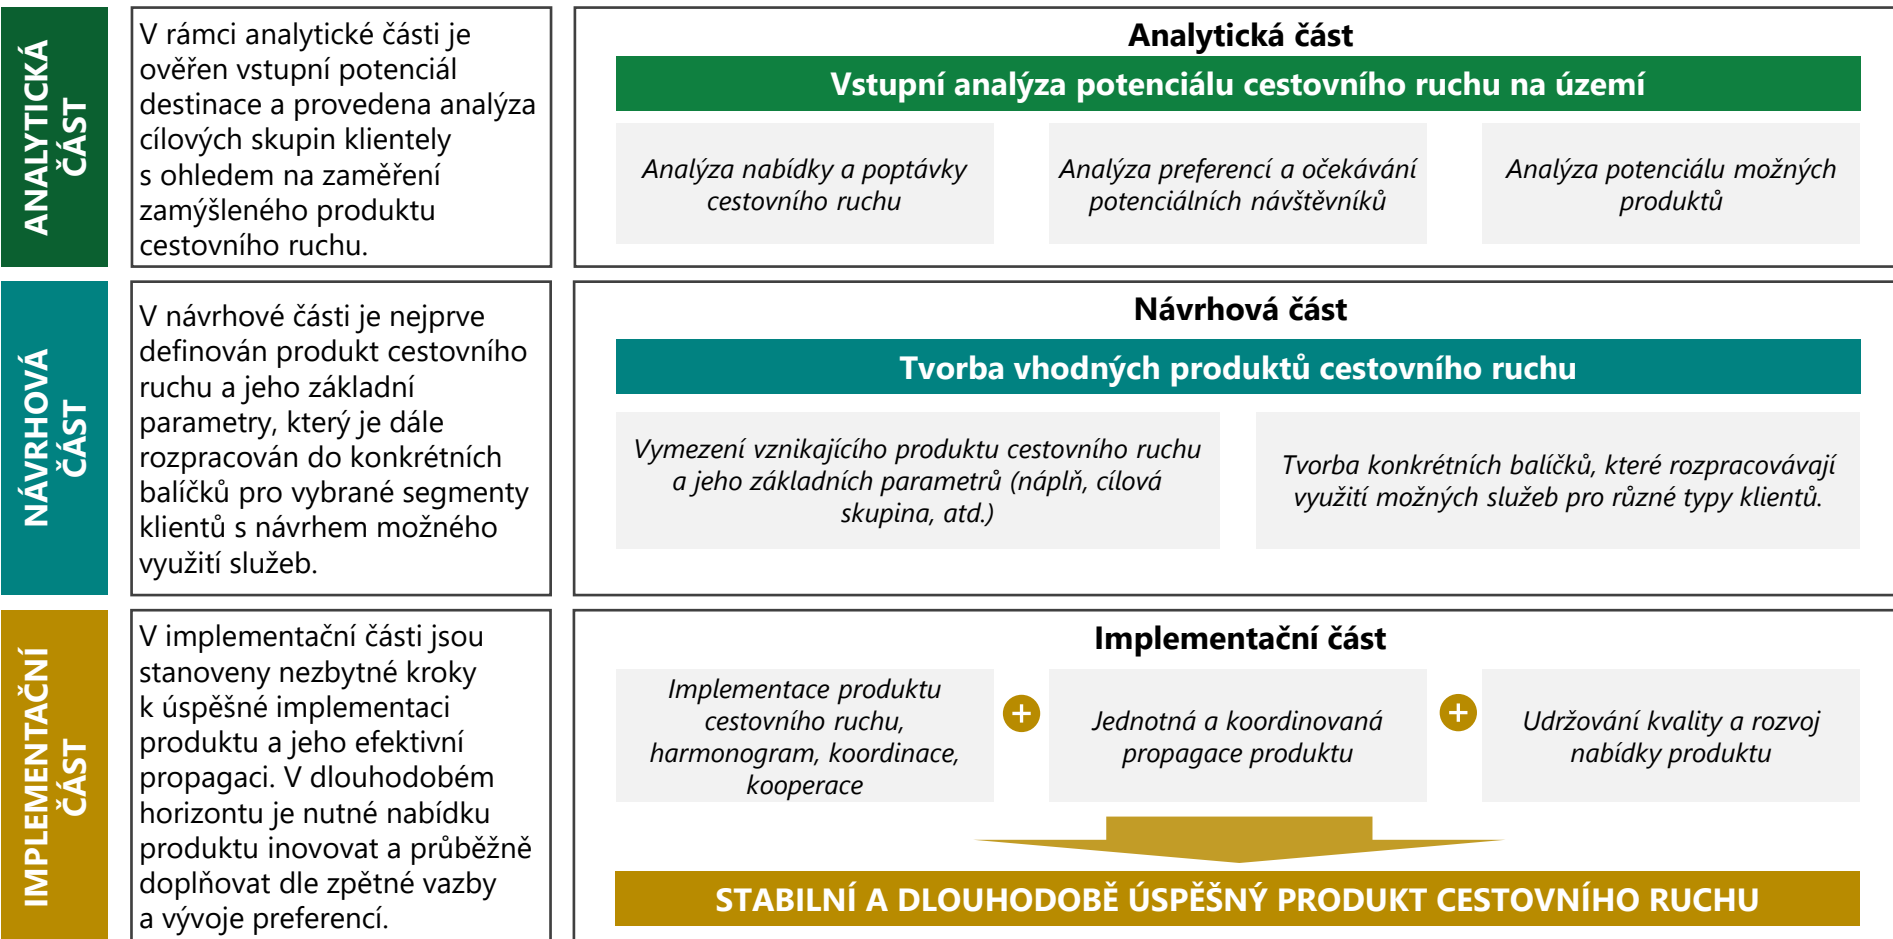 ANALYTICKÁ
ČÁST
V rámci analytické části je
ověřen vstupní potenciál
destinace a provedena analýza
cílových skupin klientely
s ohledem na zaměření
zamýšleného produktu
cestovního ruchu.
Analytická část
Vstupní analýza potenciálu cestovního ruchu na území
Analýza nabídky a poptávky
cestovního ruchu
Analýza preferencí a očekávání
potenciálních návštěvníků
Analýza potenciálu možných
produktů
NÁVRHOVÁ
ČÁST
V návrhové části je nejprve
definován produkt cestovního
ruchu a jeho základní
parametry, který je dále
rozpracován do konkrétních
balíčků pro vybrané segmenty
klientů s návrhem možného
využití služeb.
Návrhová část
Tvorba vhodných produktů cestovního ruchu
Vymezení vznikajícího produktu cestovního ruchu
a jeho základních parametrů (náplň, cílová
skupina, atd.)
Tvorba konkrétních balíčků, které rozpracovávají
využití možných služeb pro různé typy klientů.
IMPLEMENTAČNÍ
ČÁST
V implementační části jsou
stanoveny nezbytné kroky
k úspěšné implementaci
produktu a jeho efektivní
propagaci. V dlouhodobém
horizontu je nutné nabídku
produktu inovovat a průběžně
doplňovat dle zpětné vazby
a vývoje preferencí.
Implementační část
Implementace produktu
cestovního ruchu,
harmonogram, koordinace,
kooperace
+
Jednotná a koordinovaná
propagace produktu
+
Udržování kvality a rozvoj
nabídky produktu
STABILNÍ A DLOUHODOBĚ ÚSPĚŠNÝ PRODUKT CESTOVNÍHO RUCHU